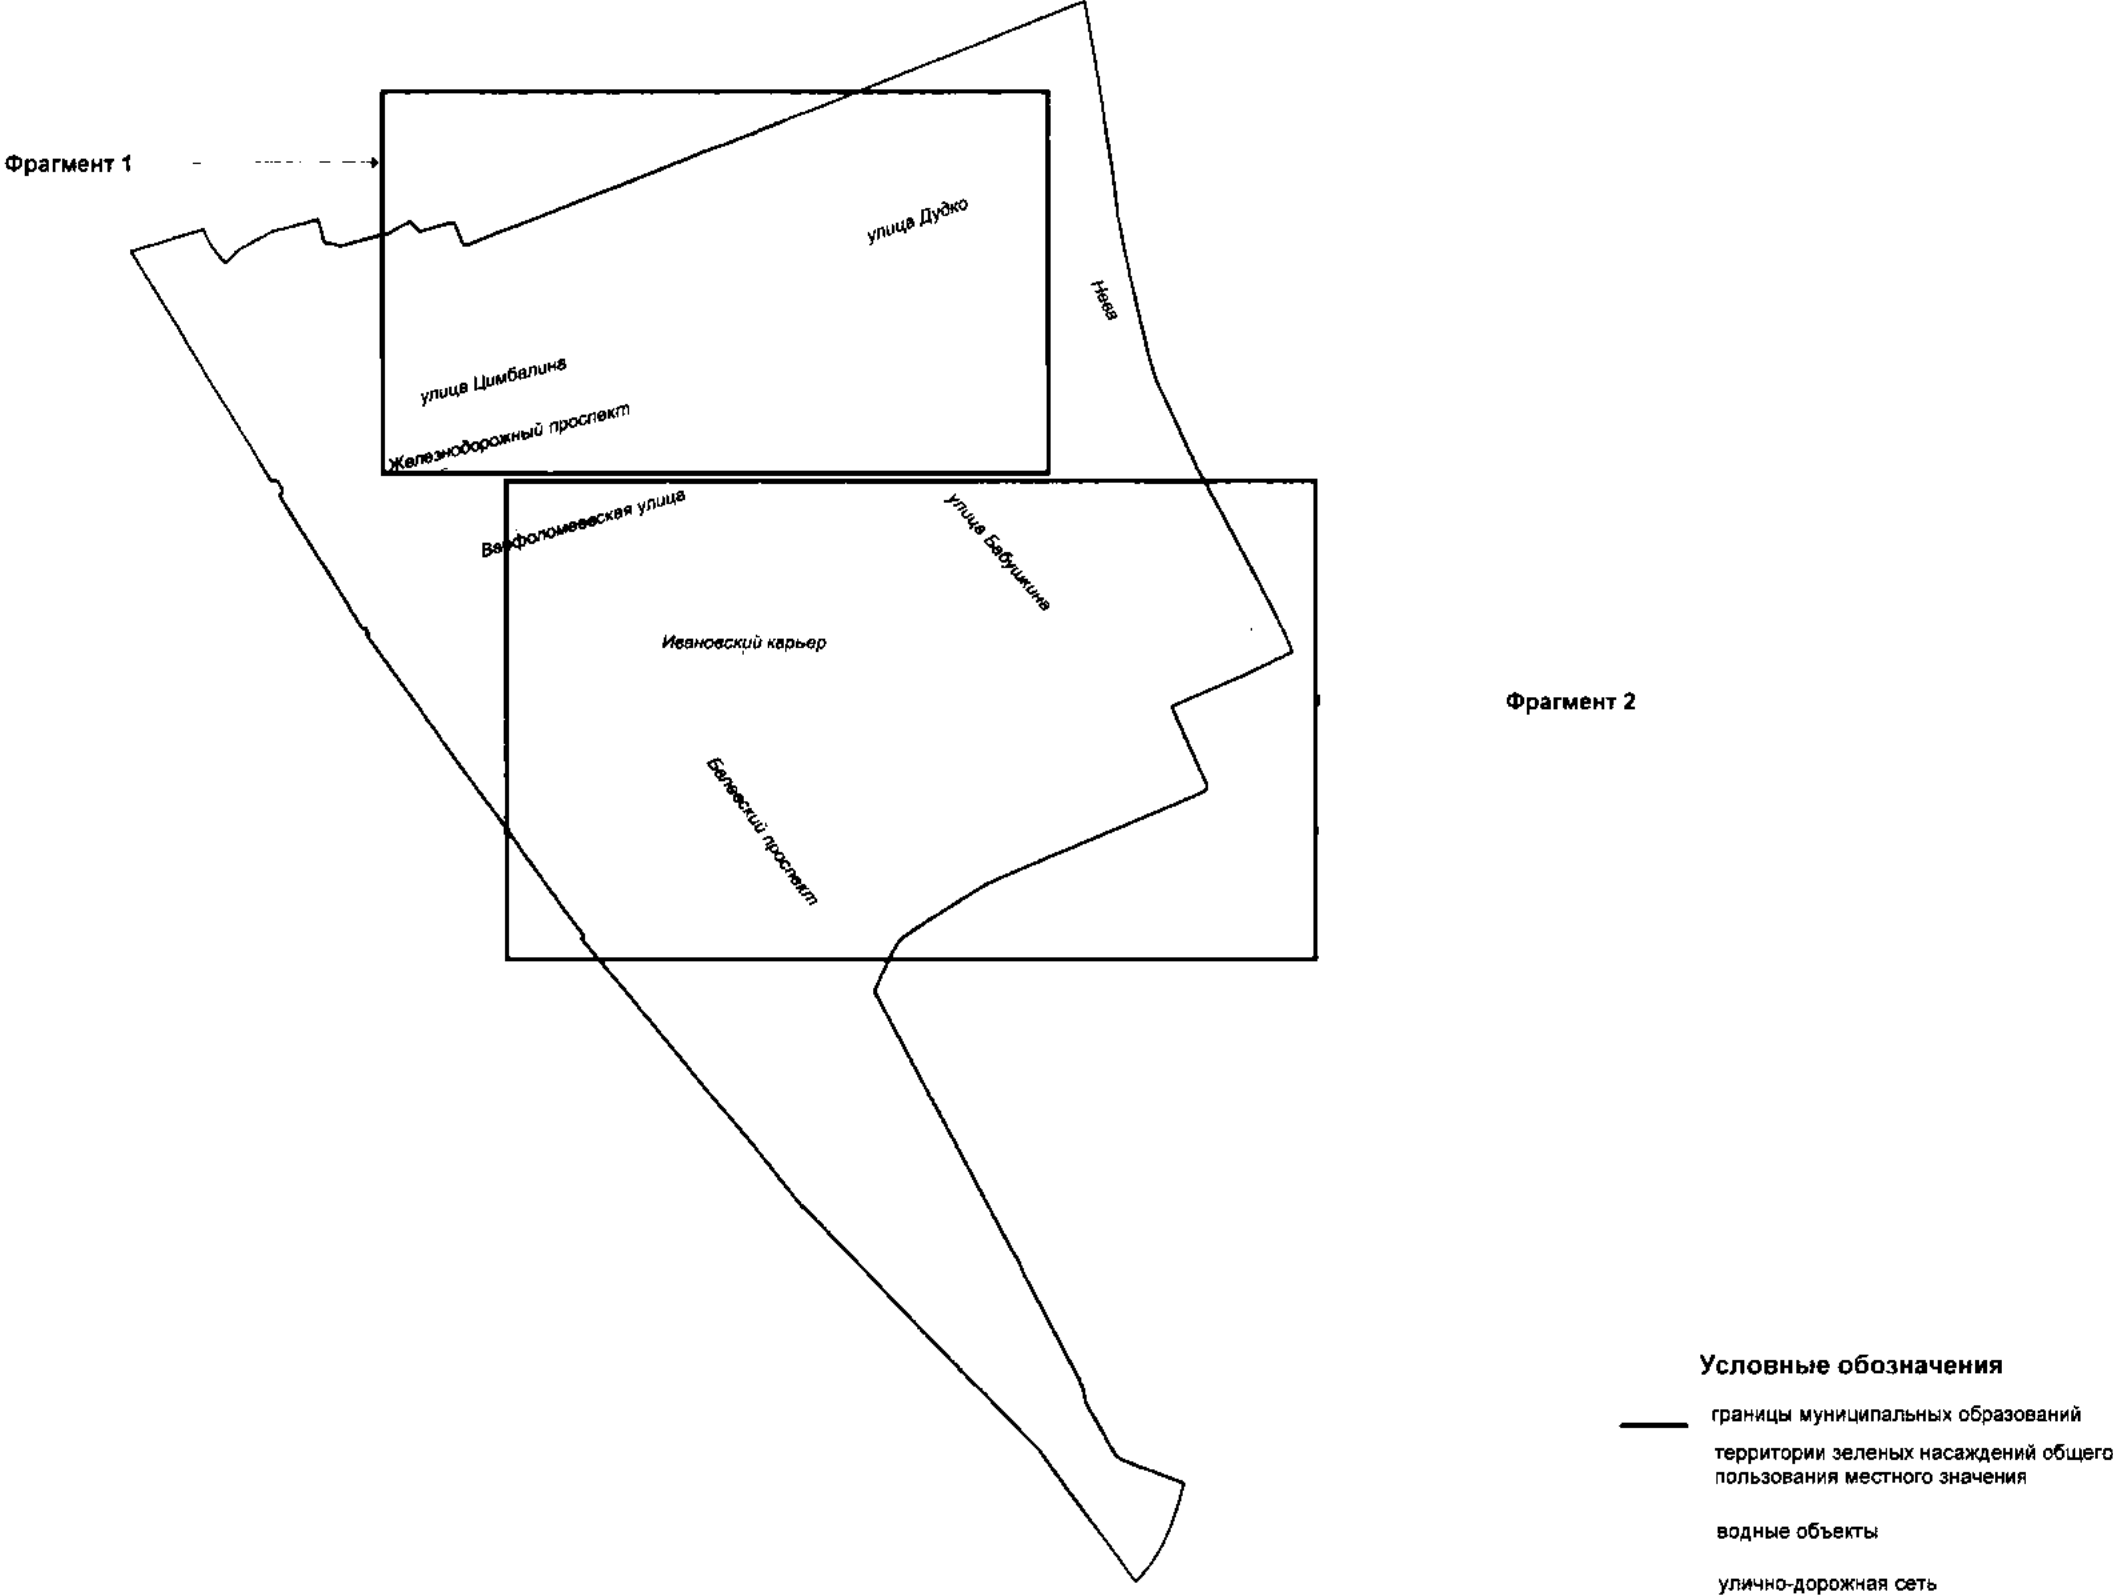 Фрагмент 1
улица Дудко
Нева
улица Цимбалина
Железнодорожный проспект
Варфоломеевская улица
улица Бабушкина
Ивановский карьер
Фрагмент 2
Белевский проспект
Условные обозначения
границы муниципальных образований
территории зеленых насаждений общего
пользования местного значения
водные объекты
улично-дорожная сеть